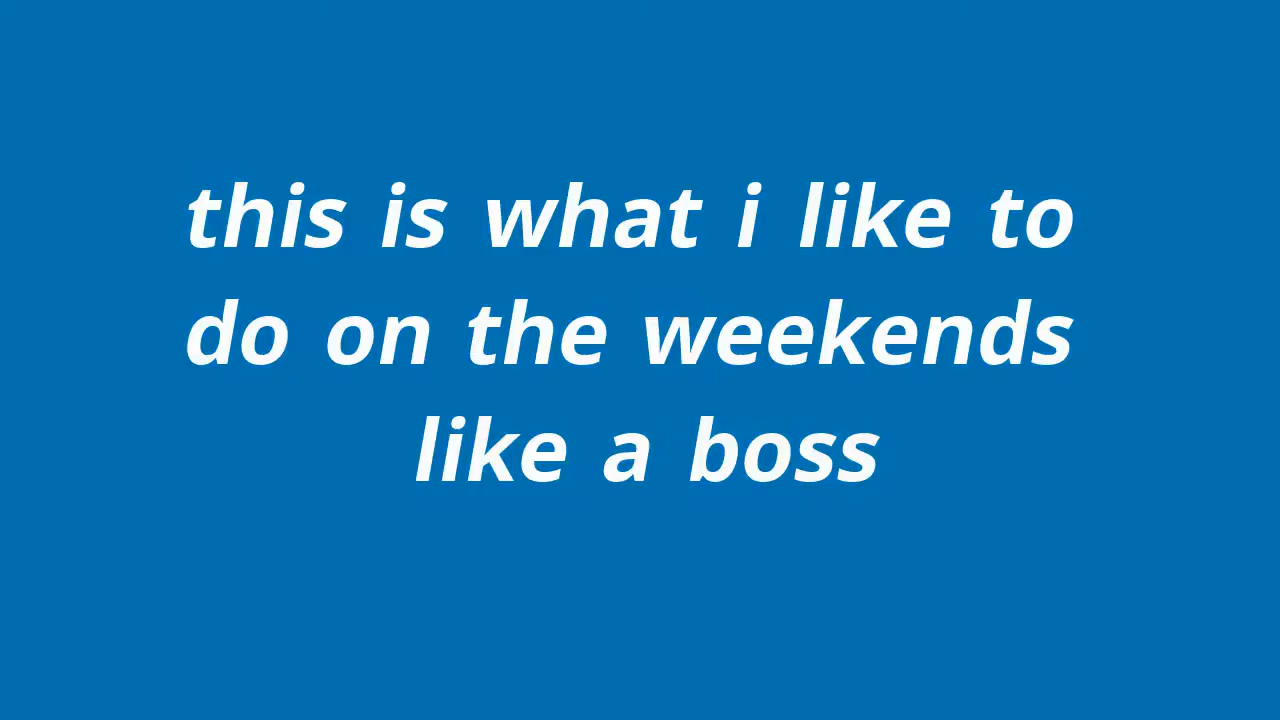 this is what i like to
do on the weekends
like a boss